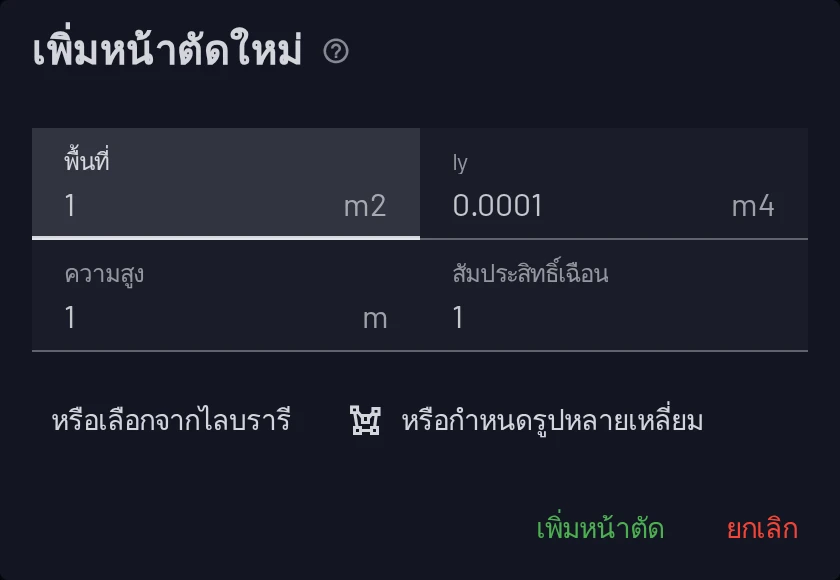 เพิ่มหน้าตัดใหม่ ?
พื้นที่
1 m2
Iy
0.0001 m4
ความสูง
1 m
สัมประสิทธิ์เฉือน
1
หรือเลือกจากไลบรารี
หรือกำหนดรูปหลายเหลี่ยม
เพิ่มหน้าตัด
ยกเลิก